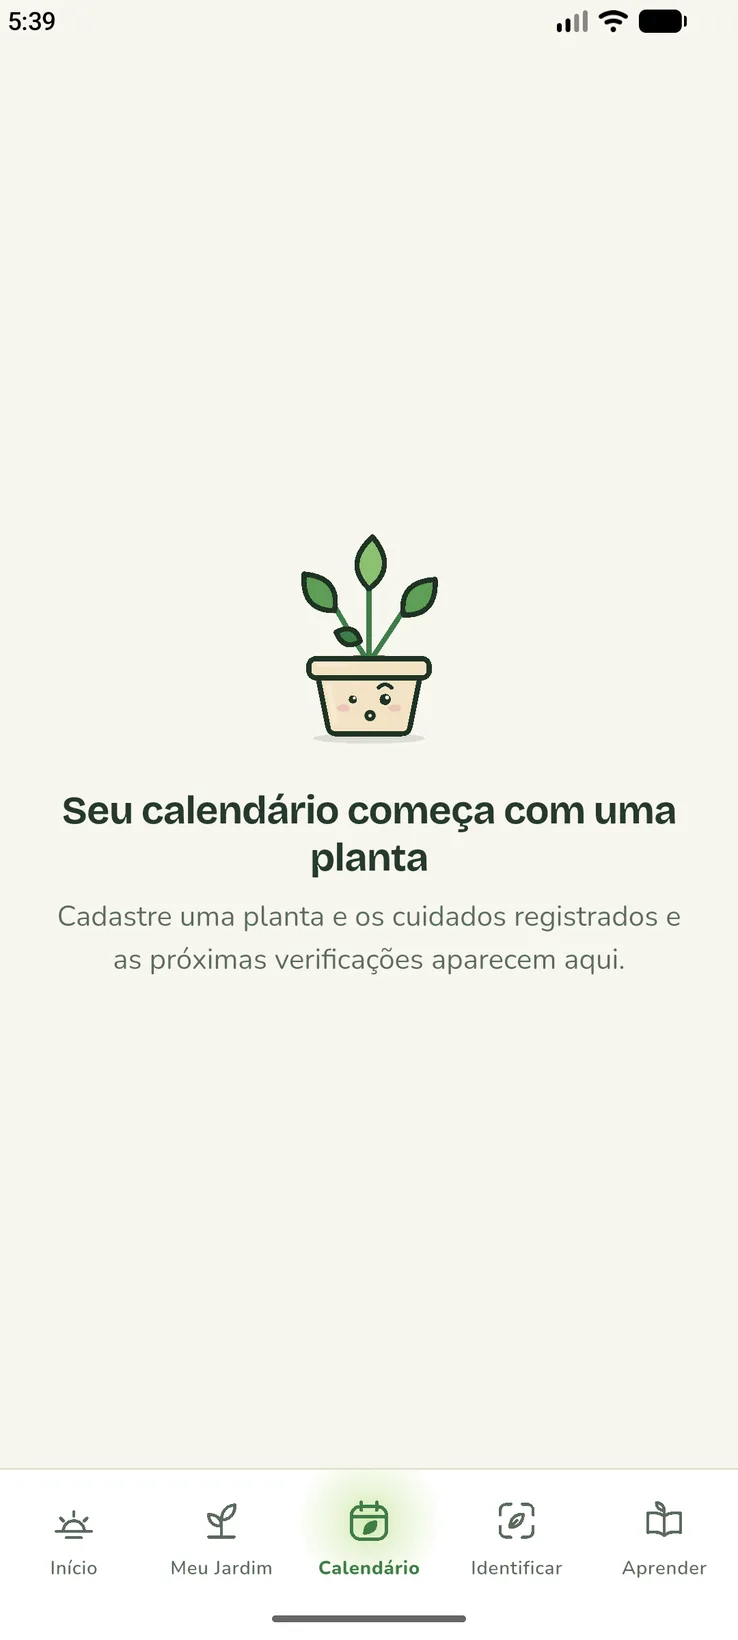 5:39
Seu calendário começa com uma
planta
Cadastre uma planta e os cuidados registrados e
as próximas verificações aparecem aqui.
Início
Meu Jardim
Calendário
Identificar
Aprender